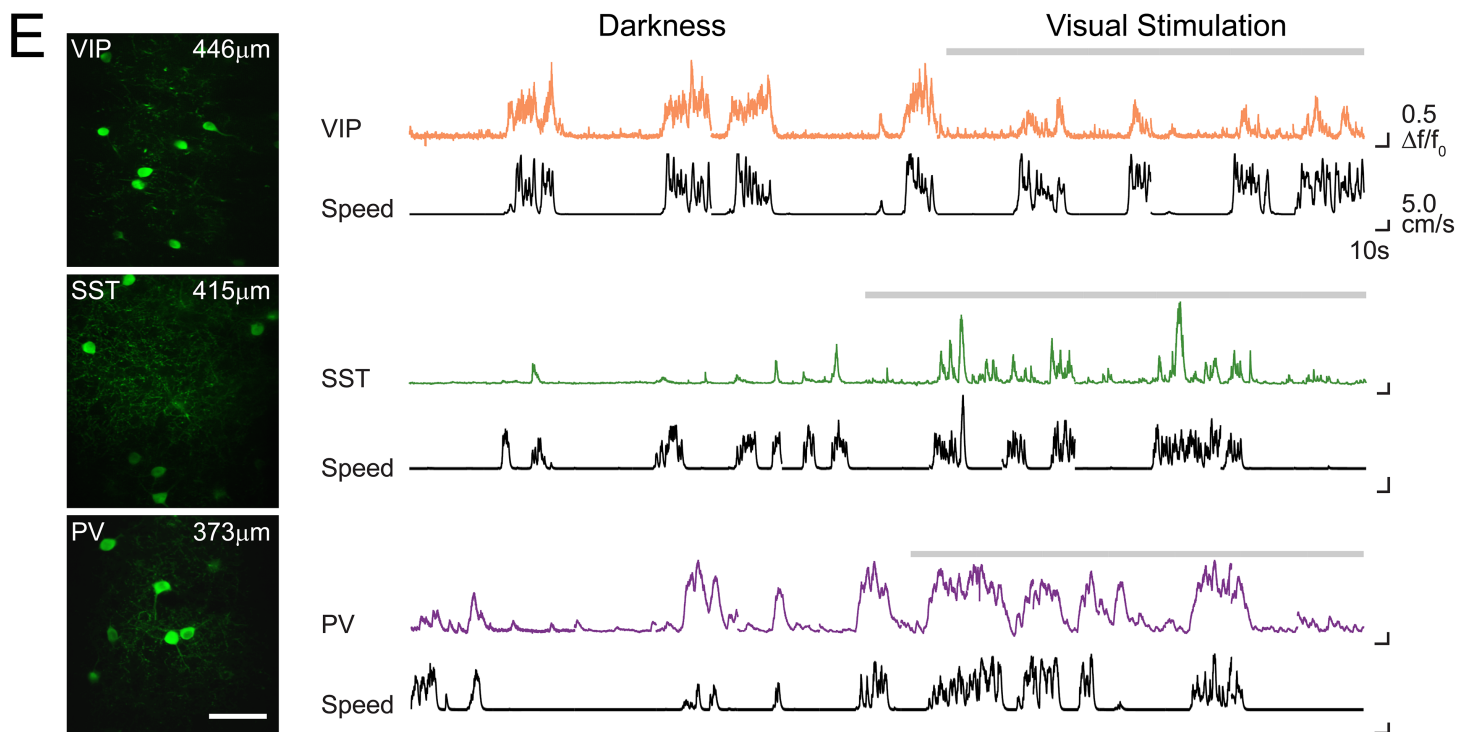 E
Darkness
Visual Stimulation
VIP 446μm
VIP
0.5
Δf/f₀
Speed
5.0
cm/s
10s
SST 415μm
SST
Speed
PV 373μm
PV
Speed